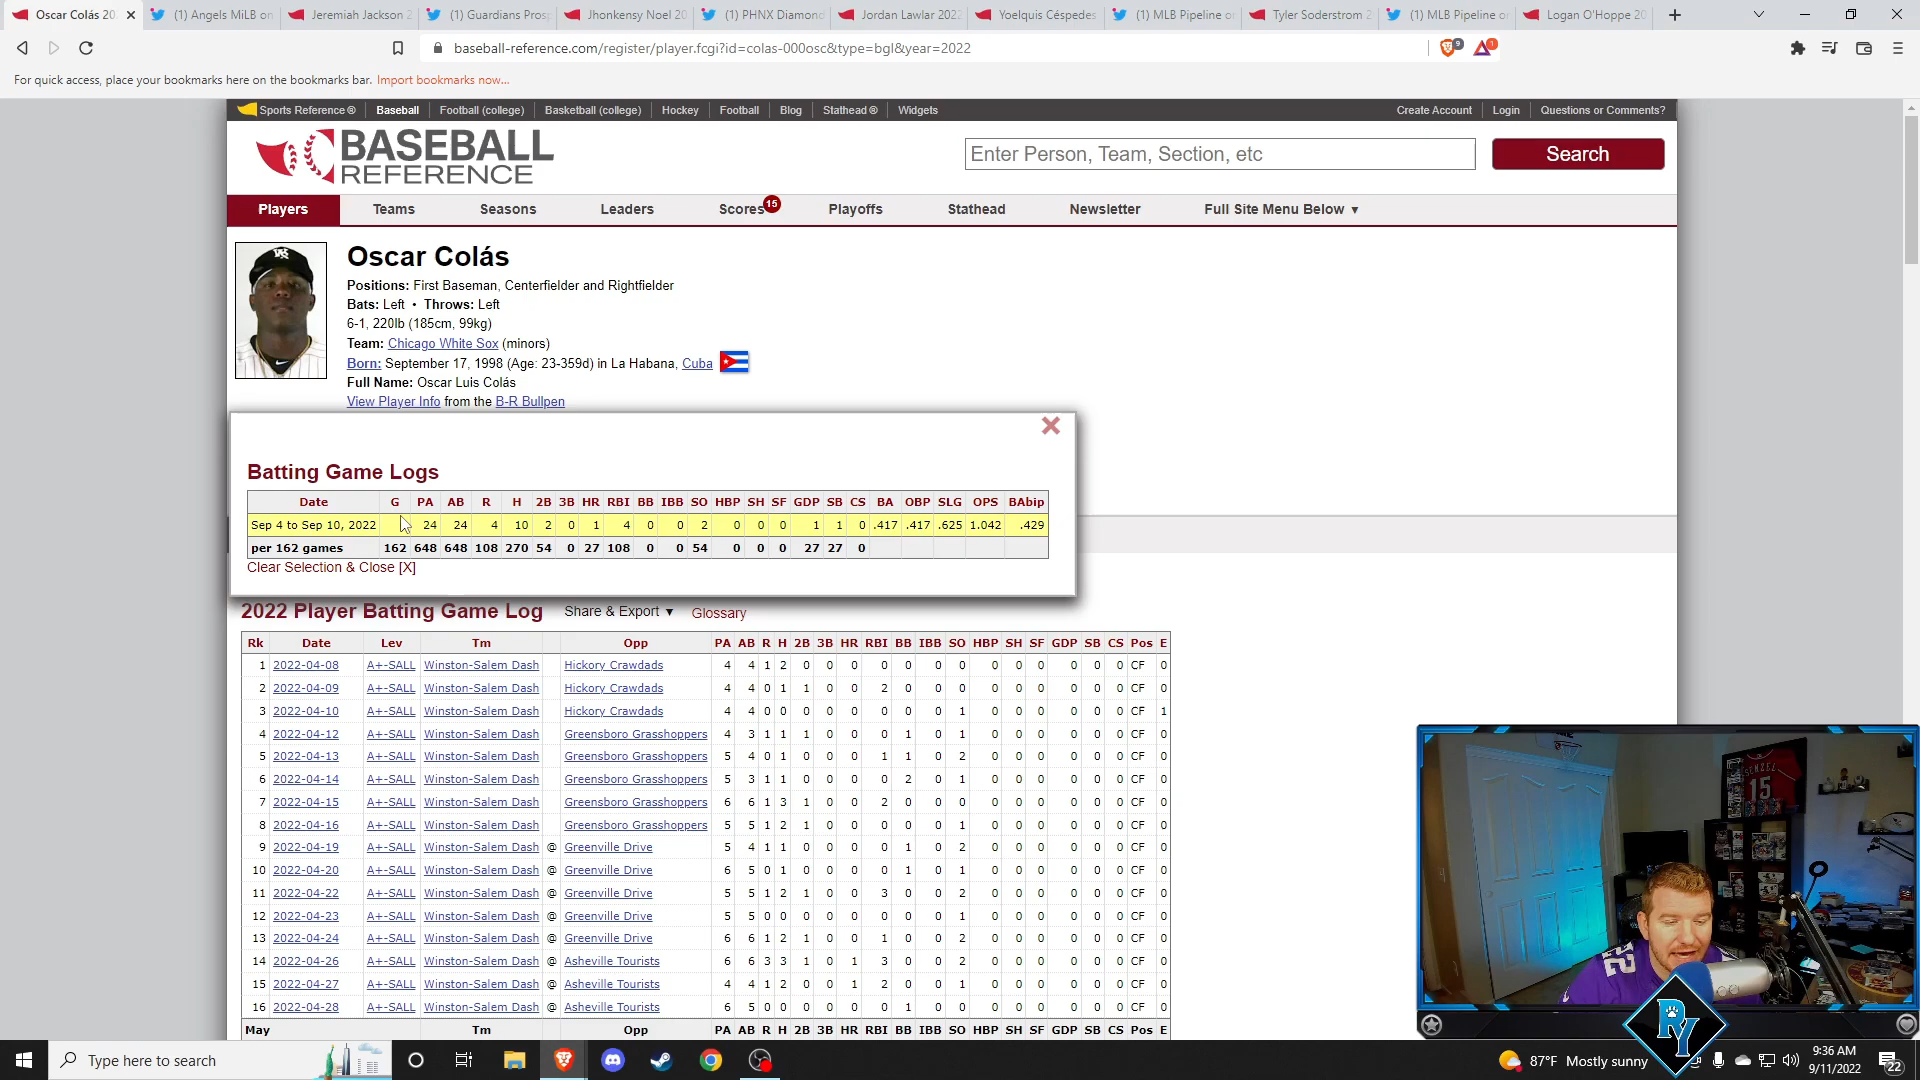 Oscar Colás 20
(1) Angels MiLB on
Jeremiah Jackson 2
(1) Guardians Prosp
Jhonkensy Noel 20
(1) PHNX Diamond
Jordan Lawlar 2022
Yoelquis Céspedes
(1) MLB Pipeline on
Tyler Soderstrom 2
(1) MLB Pipeline on
Logan O'Hoppe 20
baseball-reference.com/register/player.fcgi?id=colas-000osc&type=bgl&year=2022
9
1
For quick access, place your bookmarks here on the bookmarks bar. Import bookmarks now...
Sports Reference ® Baseball Football (college) Basketball (college) Hockey Football Blog Stathead ® Widgets Create Account Login Questions or Comments?
BASEBALL
REFERENCE
Enter Person, Team, Section, etc
Search
Players Teams Seasons Leaders Scores 15 Playoffs Stathead Newsletter Full Site Menu Below ▼
Oscar Colás
Positions: First Baseman, Centerfielder and Rightfielder
Bats: Left • Throws: Left
6-1, 220lb (185cm, 99kg)
Team: Chicago White Sox (minors)
Born: September 17, 1998 (Age: 23-359d) in La Habana, Cuba
Full Name: Oscar Luis Colás
View Player Info from the B-R Bullpen
Batting Game Logs
Date G PA AB R H 2B 3B HR RBI BB IBB SO HBP SH SF GDP SB CS BA OBP SLG OPS BAbip
Sep 4 to Sep 10, 2022 24 24 4 10 2 0 1 4 0 0 2 0 0 0 1 1 0 .417 .417 .625 1.042 .429
per 162 games 162 648 648 108 270 54 0 27 108 0 0 54 0 0 0 27 27 0
Clear Selection & Close [X]
2022 Player Batting Game Log Share & Export ▼ Glossary
Rk Date Lev Tm Opp PA AB R H 2B 3B HR RBI BB IBB SO HBP SH SF GDP SB CS Pos E
1 2022-04-08 A+-SALL Winston-Salem Dash Hickory Crawdads 4 4 1 2 0 0 0 0 0 0 0 0 0 0 0 0 0 CF 0
2 2022-04-09 A+-SALL Winston-Salem Dash Hickory Crawdads 4 4 0 1 1 0 0 2 0 0 0 0 0 0 0 0 0 CF 0
3 2022-04-10 A+-SALL Winston-Salem Dash Hickory Crawdads 4 4 0 0 0 0 0 0 0 0 1 0 0 0 0 0 0 CF 1
4 2022-04-12 A+-SALL Winston-Salem Dash Greensboro Grasshoppers 4 3 1 1 1 0 0 0 1 0 1 0 0 0 0 0 0 CF 0
5 2022-04-13 A+-SALL Winston-Salem Dash Greensboro Grasshoppers 5 4 0 1 0 0 0 1 1 0 2 0 0 0 0 0 0 CF 0
6 2022-04-14 A+-SALL Winston-Salem Dash Greensboro Grasshoppers 5 3 1 1 0 0 0 0 2 0 1 0 0 0 0 0 0 CF 0
7 2022-04-15 A+-SALL Winston-Salem Dash Greensboro Grasshoppers 6 6 1 3 1 0 0 2 0 0 0 0 0 0 0 0 0 CF 0
8 2022-04-16 A+-SALL Winston-Salem Dash Greensboro Grasshoppers 5 5 1 2 1 0 0 0 0 0 1 0 0 0 0 0 0 CF 0
9 2022-04-19 A+-SALL Winston-Salem Dash @ Greenville Drive 5 4 1 1 0 0 0 0 1 0 2 0 0 0 0 0 0 CF 0
10 2022-04-20 A+-SALL Winston-Salem Dash @ Greenville Drive 6 5 0 1 0 0 0 0 1 0 1 0 0 0 0 0 0 CF 0
11 2022-04-22 A+-SALL Winston-Salem Dash @ Greenville Drive 5 5 1 2 1 0 0 3 0 0 2 0 0 0 0 0 0 CF 0
12 2022-04-23 A+-SALL Winston-Salem Dash @ Greenville Drive 5 5 0 0 0 0 0 0 0 0 1 0 0 0 0 0 0 CF 0
13 2022-04-24 A+-SALL Winston-Salem Dash @ Greenville Drive 6 6 1 2 1 0 0 1 0 0 2 0 0 0 0 0 0 CF 0
14 2022-04-26 A+-SALL Winston-Salem Dash @ Asheville Tourists 6 6 3 3 1 0 1 3 0 0 2 0 0 0 0 0 0 CF 0
15 2022-04-27 A+-SALL Winston-Salem Dash @ Asheville Tourists 4 4 1 2 0 0 1 2 0 0 1 0 0 0 0 0 0 CF 0
16 2022-04-28 A+-SALL Winston-Salem Dash @ Asheville Tourists 6 5 0 0 0 0 0 0 1 0 0 0 0 0 0 0 0 CF 0
May Tm Opp PA AB R H 2B 3B HR RBI BB IBB SO HBP SH SF GDP SB CS Pos E
SENZEL
15
RY
Type here to search
87°F Mostly sunny
9:36 AM
9/11/2022
22